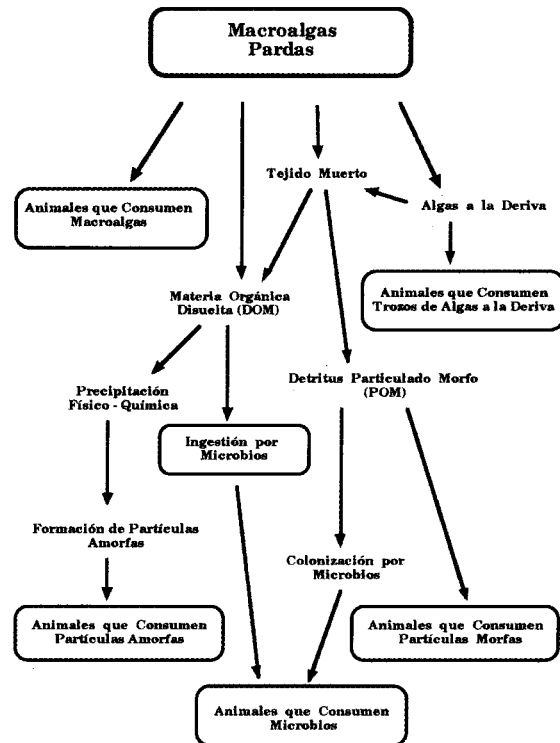 Macroalgas
Pardas
Tejido Muerto
Animales que Consumen
Macroalgas
Algas a la Deriva
Materia Orgánica
Disuelta (DOM)
Animales que Consumen
Trozos de Algas a la Deriva
Precipitación
Físico - Química
Detritus Particulado Morfo
(POM)
Ingestión por
Microbios
Formación de Partículas
Amorfas
Colonización por
Microbios
Animales que Consumen
Partículas Amorfas
Animales que Consumen
Partículas Morfas
Animales que Consumen
Microbios